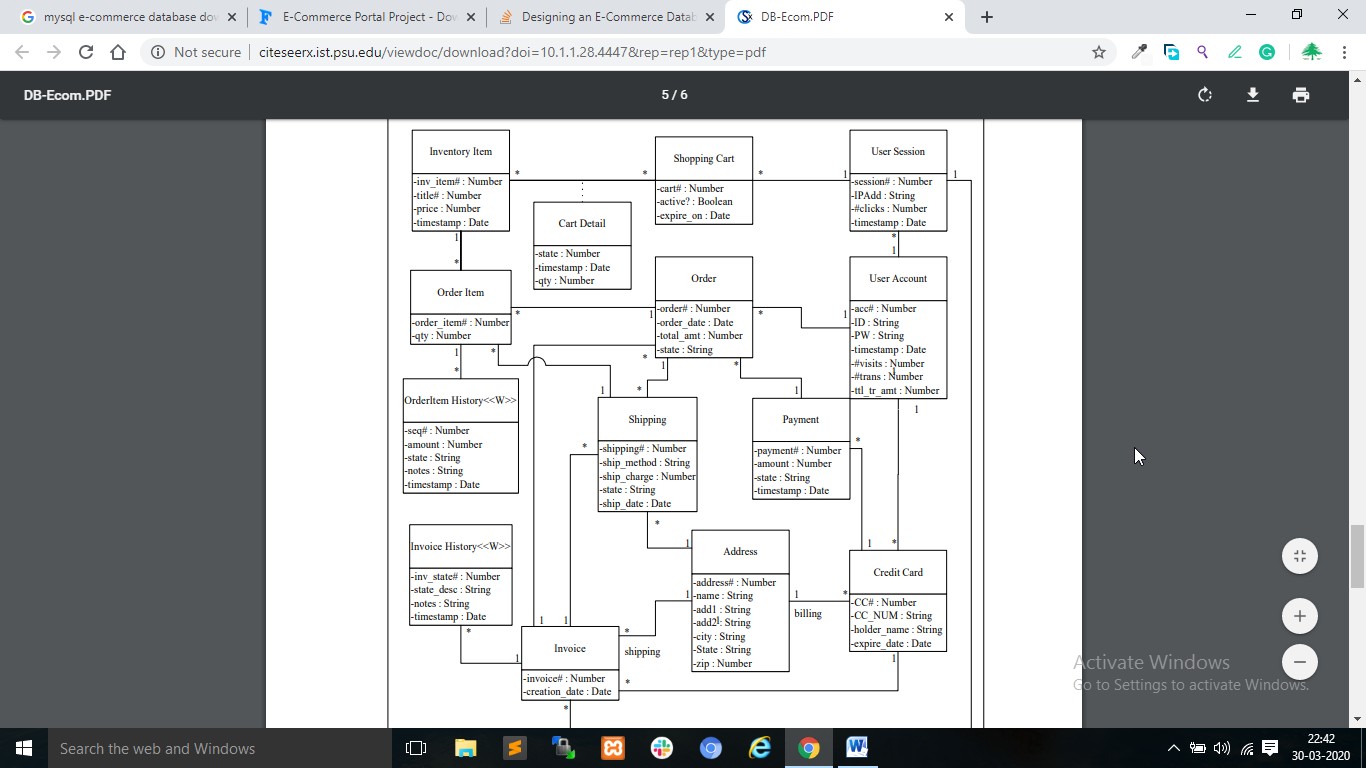 mysql e-commerce database do
E-Commerce Portal Project - Do
Designing an E-Commerce Datab
DB-Ecom.PDF
Not secure
citeseerx.ist.psu.edu/viewdoc/download?doi=10.1.1.28.4447&rep=rep1&type=pdf
DB-Ecom.PDF
5 / 6
Inventory Item
-inv_item# : Number
-title# : Number
-price : Number
-timestamp : Date
* *
Shopping Cart
-cart# : Number
-active? : Boolean
-expire_on : Date
* 1
User Session
-session# : Number
-IPAdd : String
-#clicks : Number
-timestamp : Date
1
Cart Detail
-state : Number
-timestamp : Date
-qty : Number
1
*
*
1
Order Item
-order_item# : Number
-qty : Number
* 1
Order
-order# : Number
-order_date : Date
-total_amt : Number
-state : String
* 1
User Account
-acc# : Number
-ID : String
-PW : String
-timestamp : Date
-#visits : Number
-#trans : Number
-ttl_tr_amt : Number
1
1
*
*
1
*
1
*
*
1
1
OrderItem History<<W>>
-seq# : Number
-amount : Number
-state : String
-notes : String
-timestamp : Date
Shipping
-shipping# : Number
-ship_method : String
-ship_charge : Number
-state : String
-ship_date : Date
*
Payment
-payment# : Number
-amount : Number
-state : String
-timestamp : Date
*
*
1
1 *
Invoice History<<W>>
-inv_state# : Number
-state_desc : String
-notes : String
-timestamp : Date
Address
-address# : Number
-name : String
-add1 : String
-add2 : String
-city : String
-State : String
-zip : Number
1 *
billing
Credit Card
-CC# : Number
-CC_NUM : String
-holder_name : String
-expire_date : Date
1
*
1
1 1
Invoice
-invoice# : Number
-creation_date : Date
*
1
shipping
*
*
Activate Windows
Go to Settings to activate Windows.
Search the web and Windows
22:42
30-03-2020